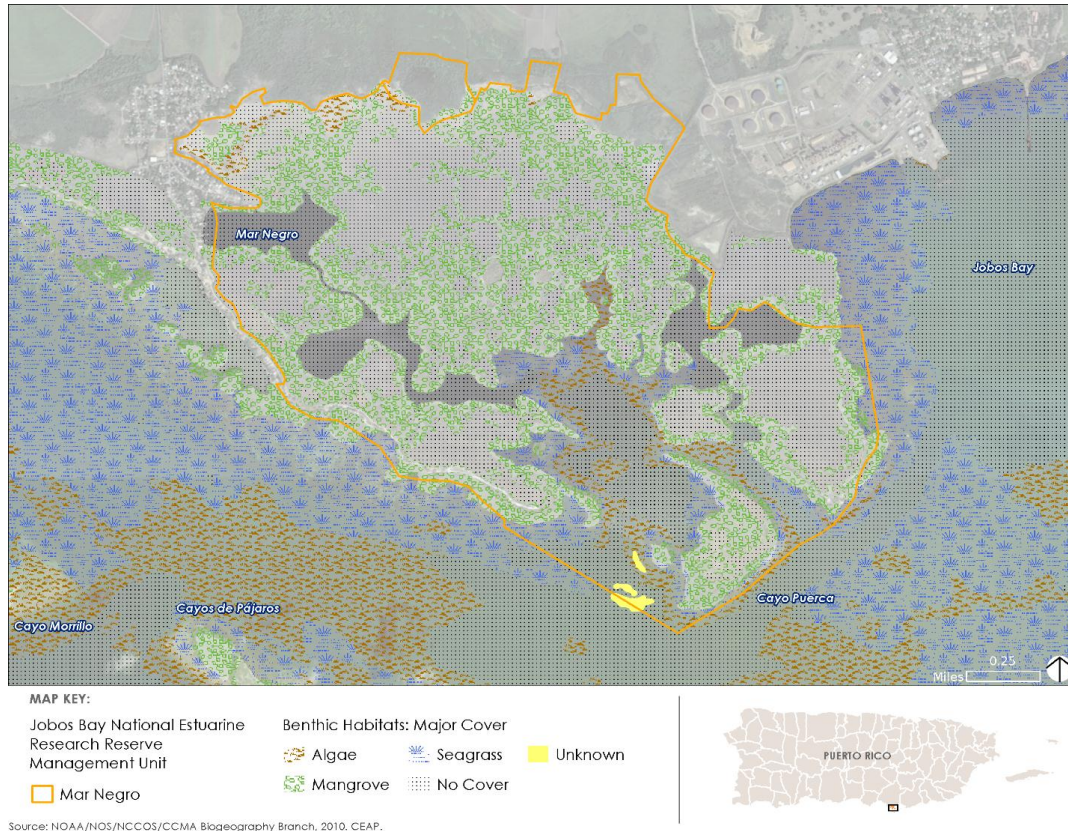 Mar Negro
Jobos Bay
Cayo Puerca
Cayos de Pájaros
Cayo Morrillo
0.25
Miles
MAP KEY:
Jobos Bay National Estuarine
Research Reserve
Management Unit
Mar Negro
Benthic Habitats: Major Cover
Algae
Seagrass
Unknown
Mangrove
No Cover
PUERTO RICO
Source: NOAA/NOS/NCCOS/CCMA Biogeography Branch, 2010. CEAP.